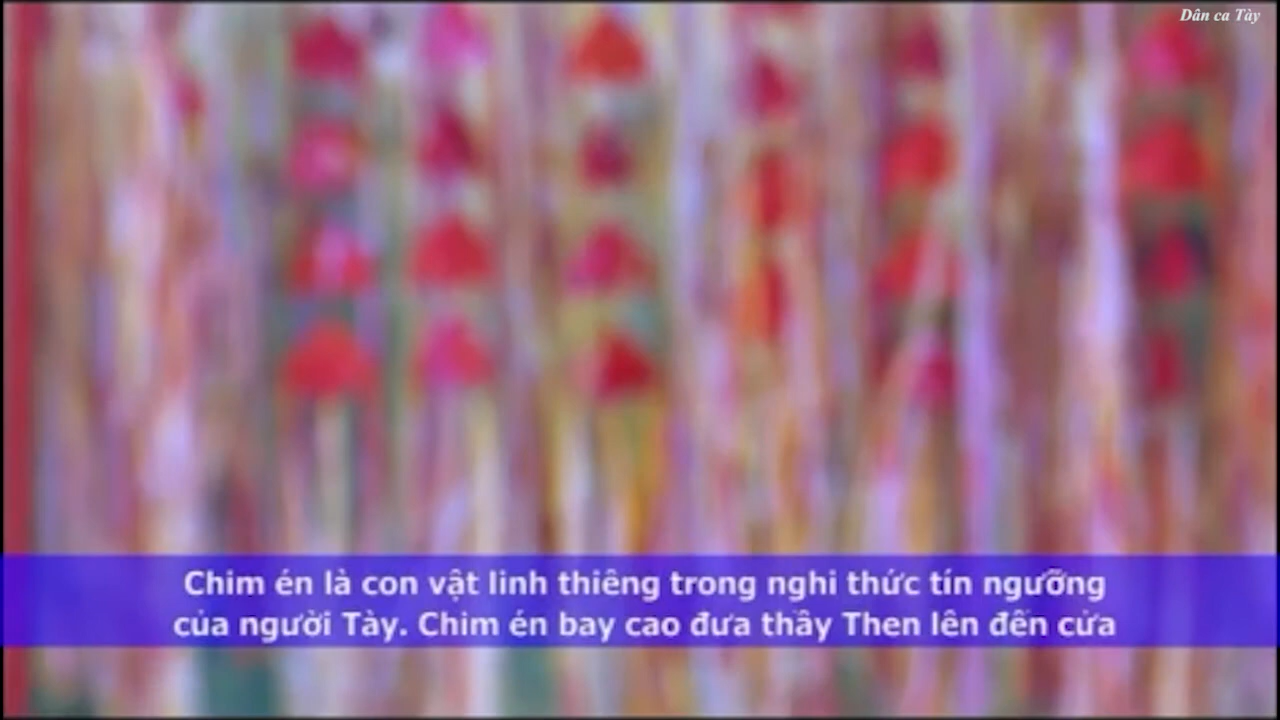 Dân ca Tày
Chim én là con vật linh thiêng trong nghi thức tín ngưỡng
của người Tày. Chim én bay cao đưa thầy Then lên đến cửa